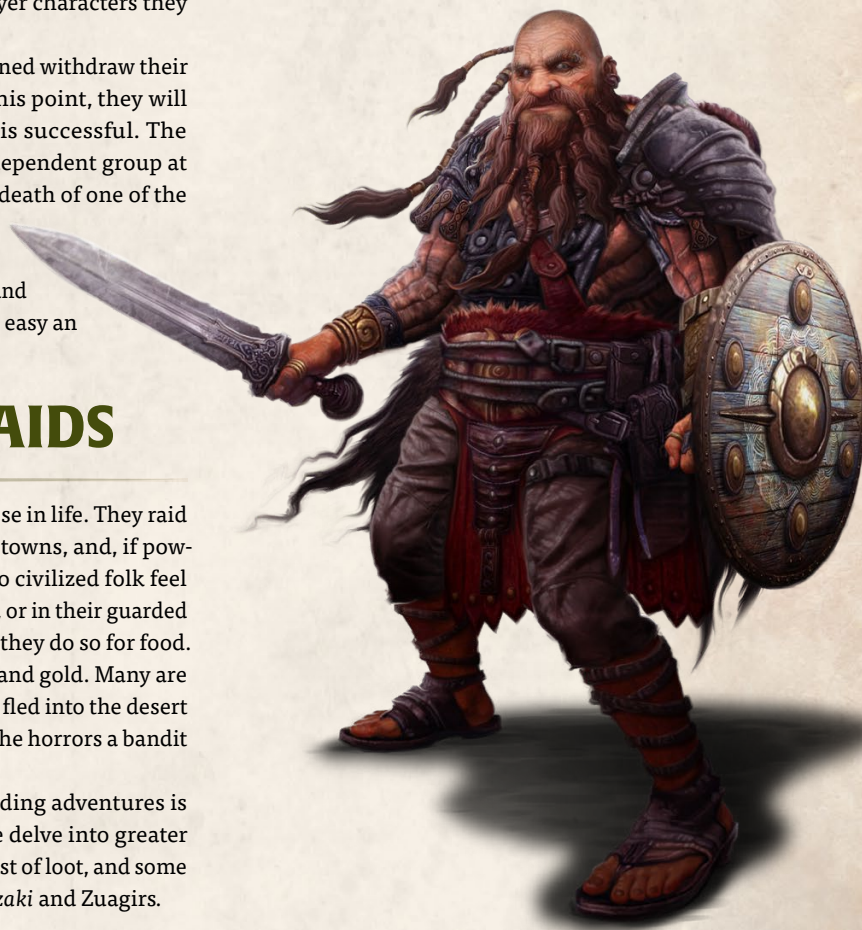 yer characters they
ned withdraw their
his point, they will
is successful. The
ependent group at
death of one of the
and
easy an
AIDS
se in life. They raid
towns, and, if pow-
o civilized folk feel
or in their guarded
they do so for food.
and gold. Many are
fled into the desert
he horrors a bandit
ding adventures is
e delve into greater
st of loot, and some
zaki and Zuagirs.